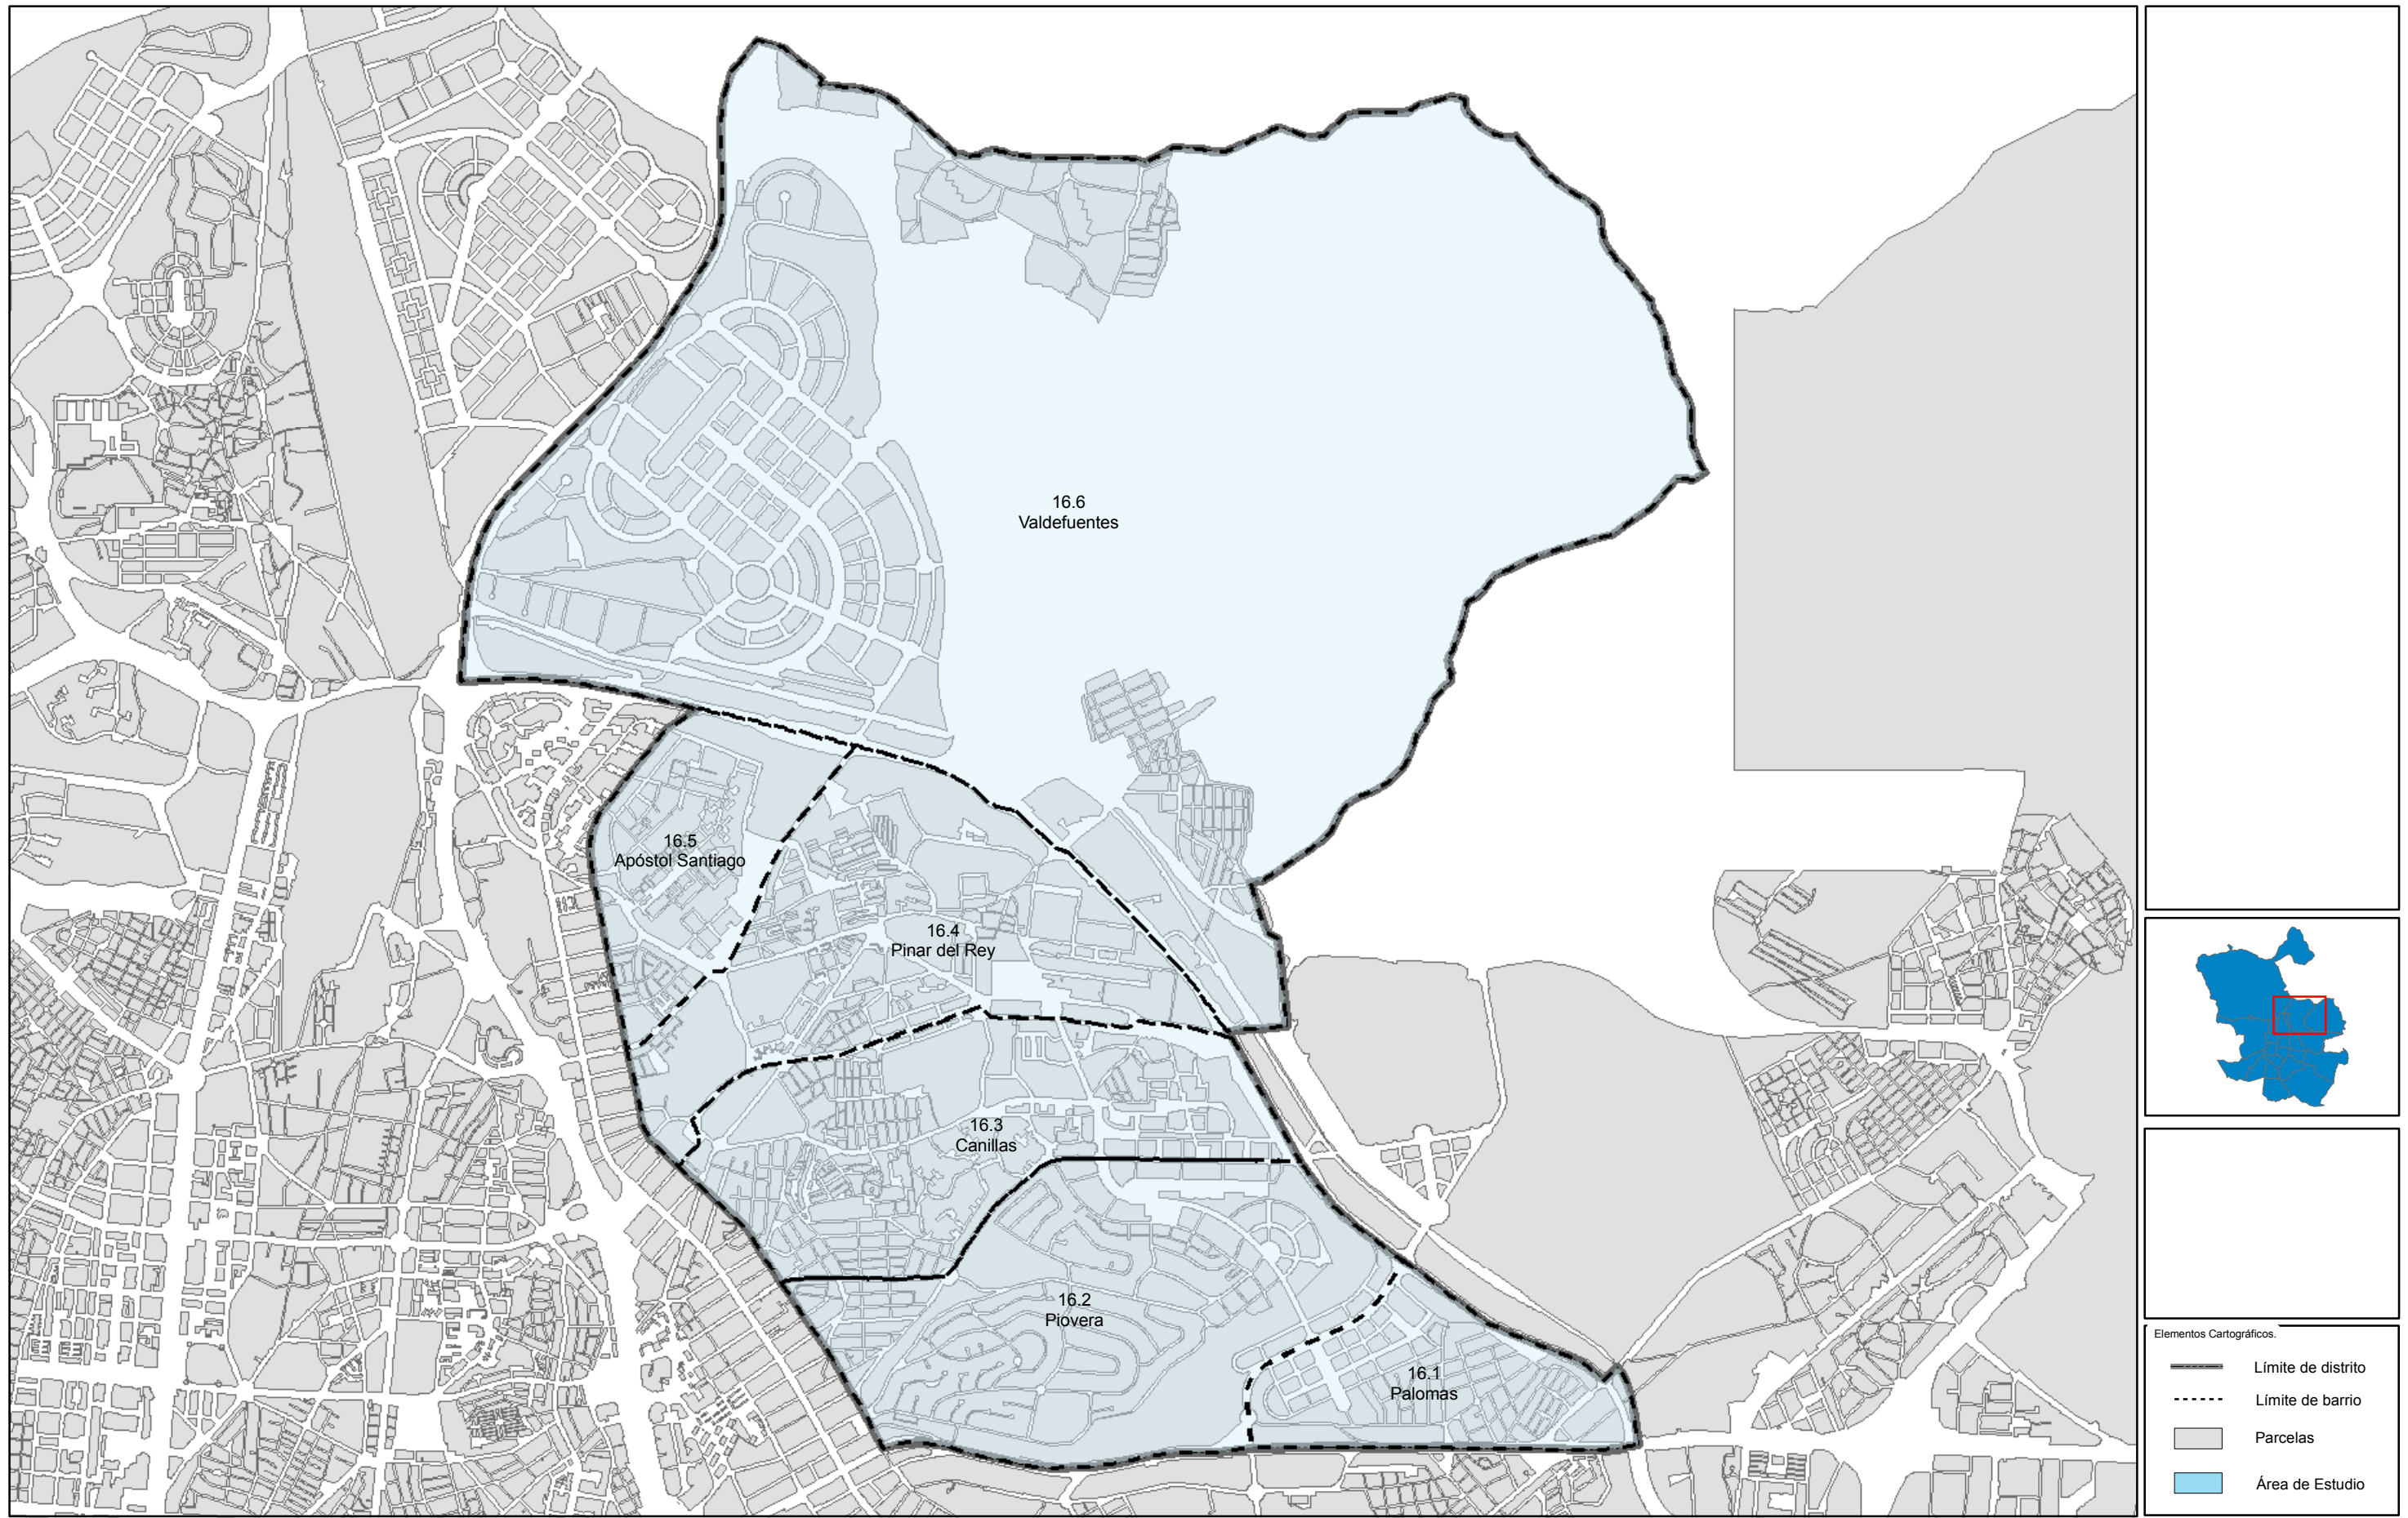 16.6
Valdefuentes
16.5
Apóstol Santiago
16.4
Pinar del Rey
16.3
Canillas
16.2
Piovera
16.1
Palomas
Elementos Cartográficos.
Límite de distrito
Límite de barrio
Parcelas
Área de Estudio